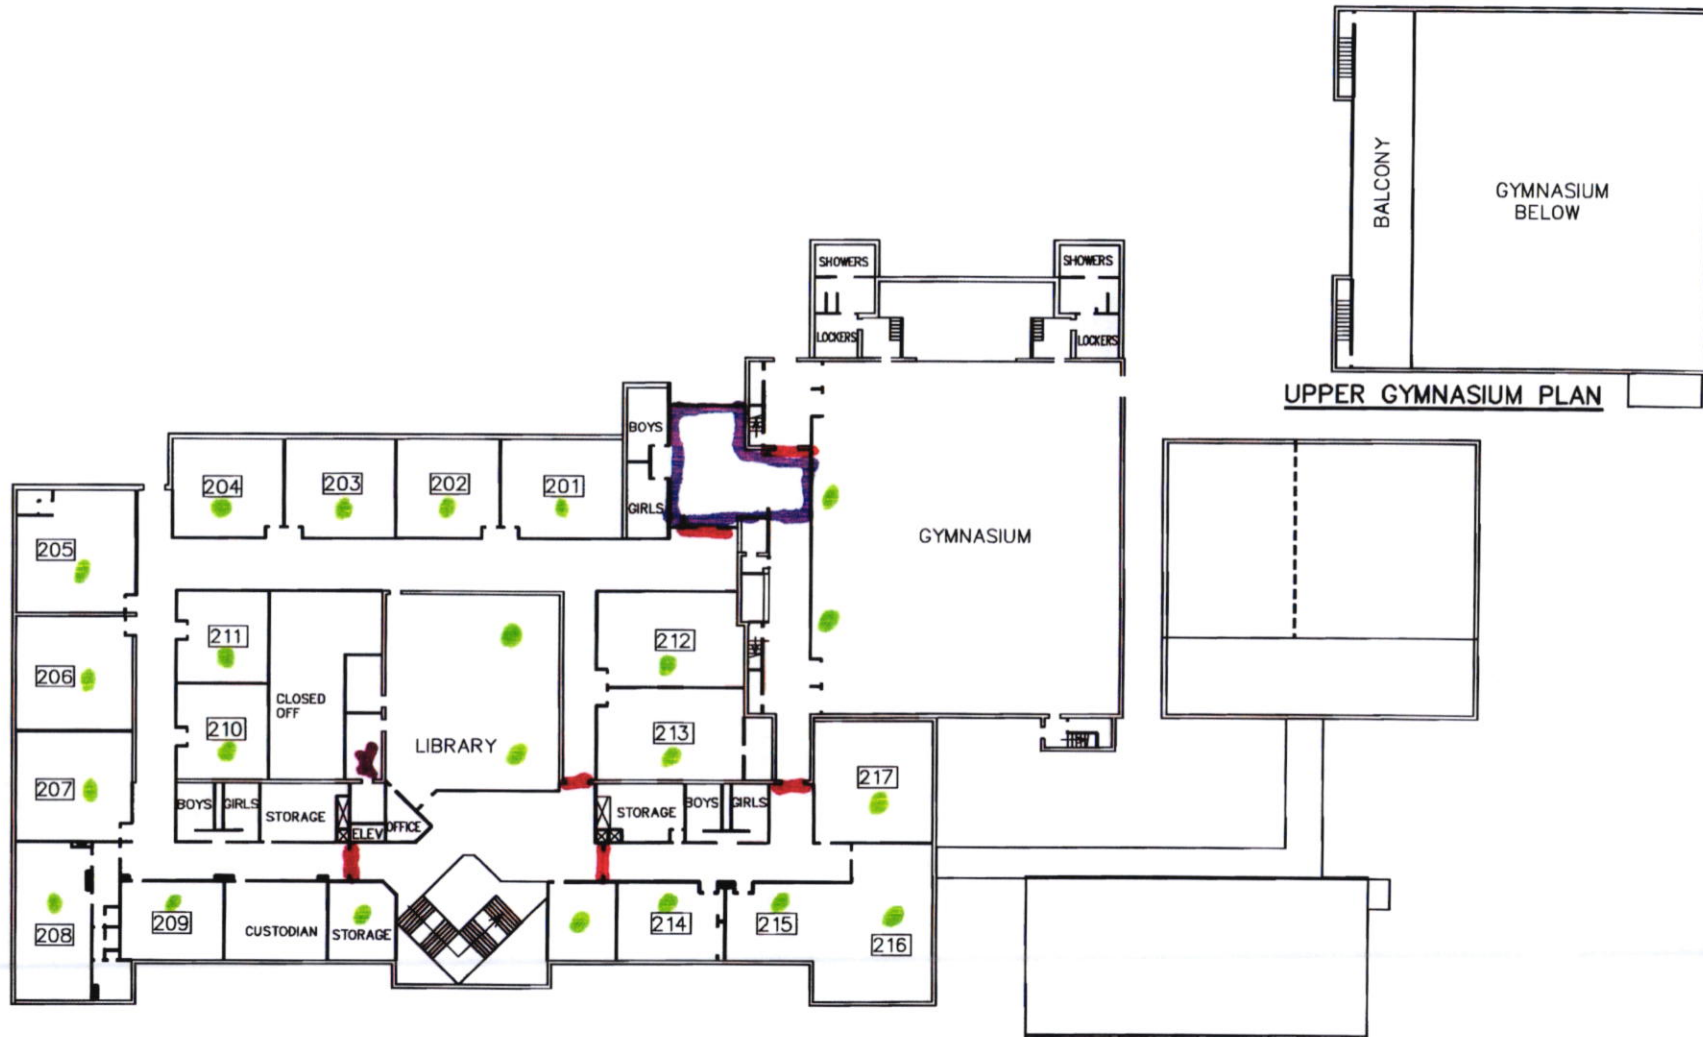 BALCONY
GYMNASIUM
BELOW
UPPER GYMNASIUM PLAN
SHOWERS
SHOWERS
LOCKERS
LOCKERS
BOYS
GIRLS
204
203
202
201
205
GYMNASIUM
211
212
206
CLOSED
OFF
210
LIBRARY
213
207
217
BOYS
GIRLS
STORAGE
ELEV
OFFICE
STORAGE
BOYS
GIRLS
208
209
CUSTODIAN
STORAGE
214
215
216